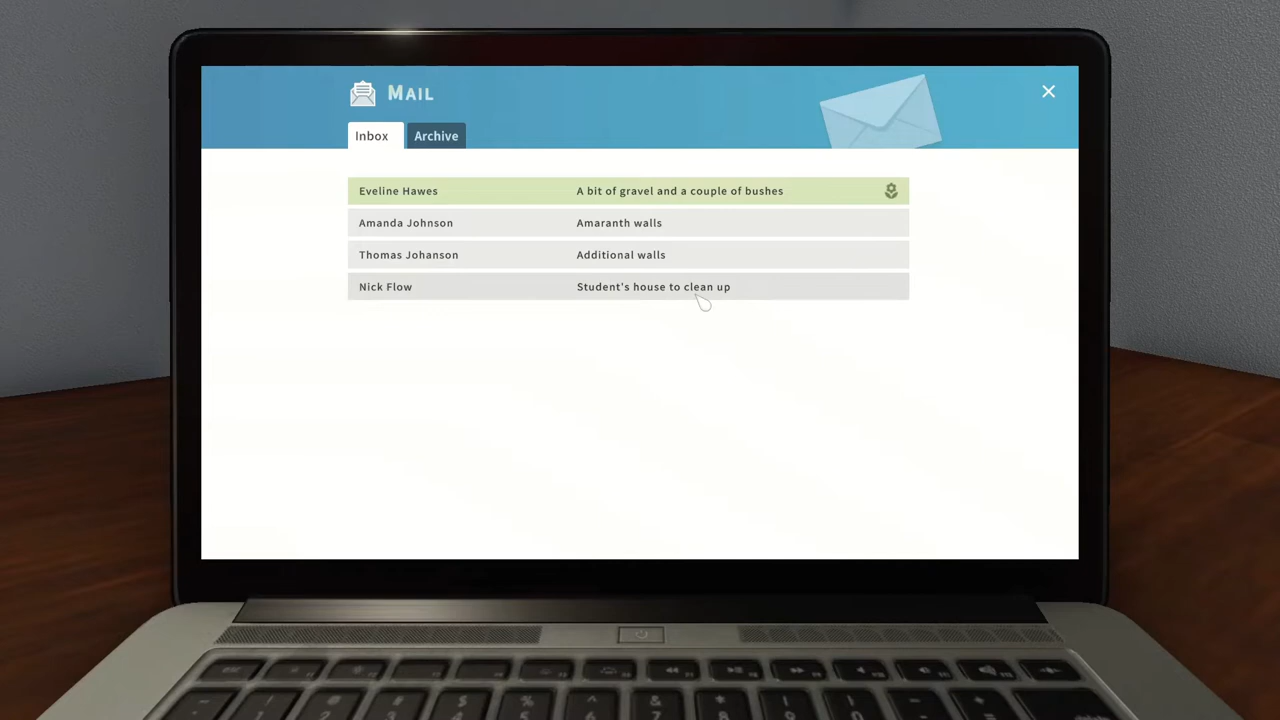 MAIL
Inbox
Archive
Eveline Hawes A bit of gravel and a couple of bushes
Amanda Johnson Amaranth walls
Thomas Johanson Additional walls
Nick Flow Student's house to clean up
esc